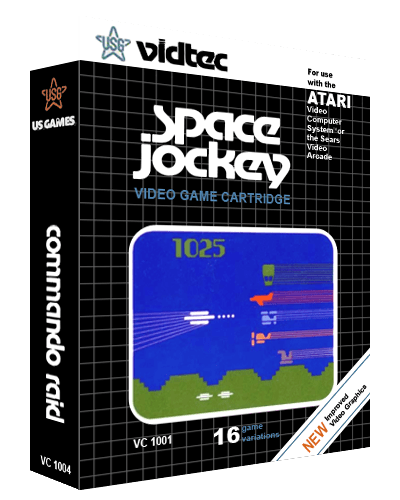 USG
vidtec
For use
with the
ATARI
Video
Computer
System or
the Sears
Video
Arcade
space
jockey
VIDEO GAME CARTRIDGE
1025
VC 1001
16 game
variations
NEW Improved
Video Graphics
USG
US GAMES
commando raid
VC 1004